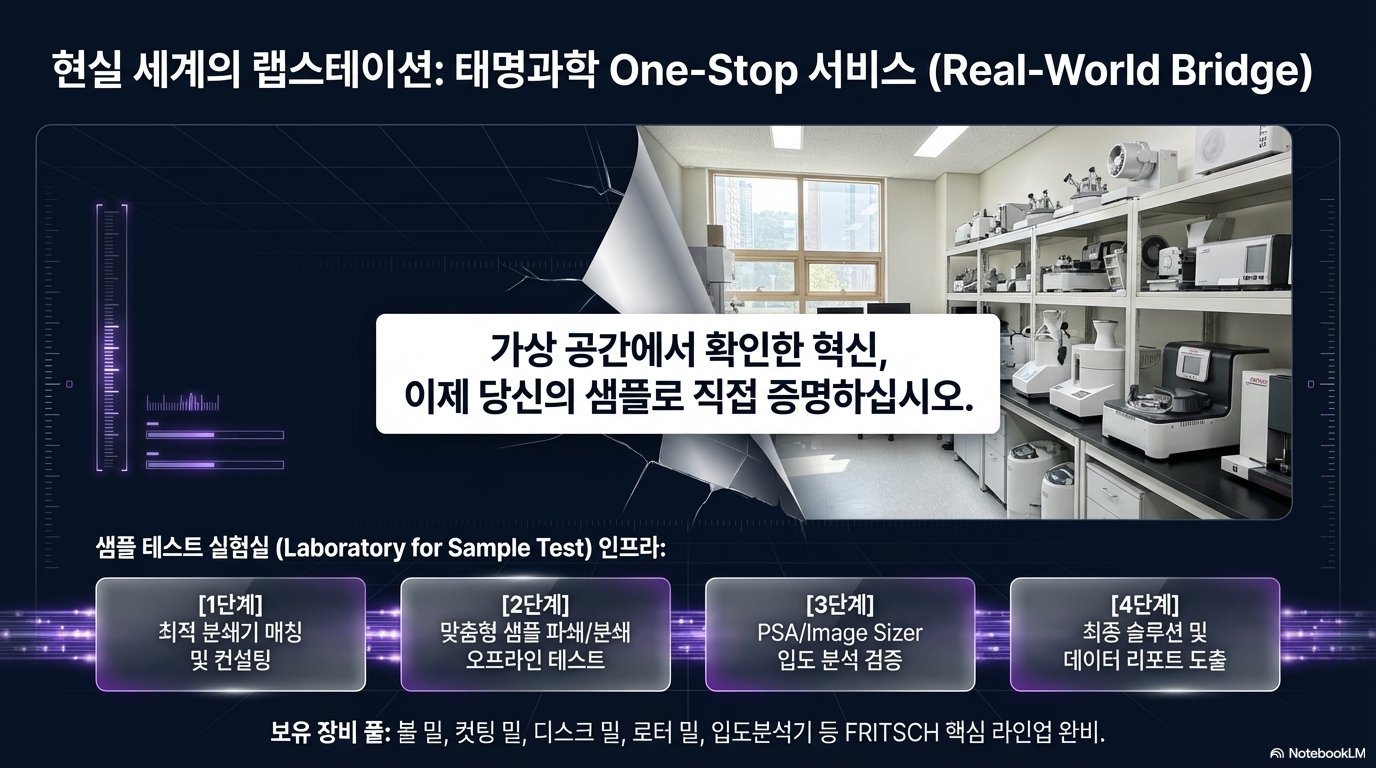 현실 세계의 랩스테이션: 태명과학 One-Stop 서비스 (Real-World Bridge)
가상 공간에서 확인한 혁신,
이제 당신의 샘플로 직접 증명하십시오.
샘플 테스트 실험실 (Laboratory for Sample Test) 인프라:
[1단계]
최적 분쇄기 매칭
및 컨설팅
[2단계]
맞춤형 샘플 파쇄/분쇄
오프라인 테스트
[3단계]
PSA/Image Sizer
입도 분석 검증
[4단계]
최종 솔루션 및
데이터 리포트 도출
보유 장비 풀: 볼 밀, 컷팅 밀, 디스크 밀, 로터 밀, 입도분석기 등 FRITSCH 핵심 라인업 완비.
NotebookLM